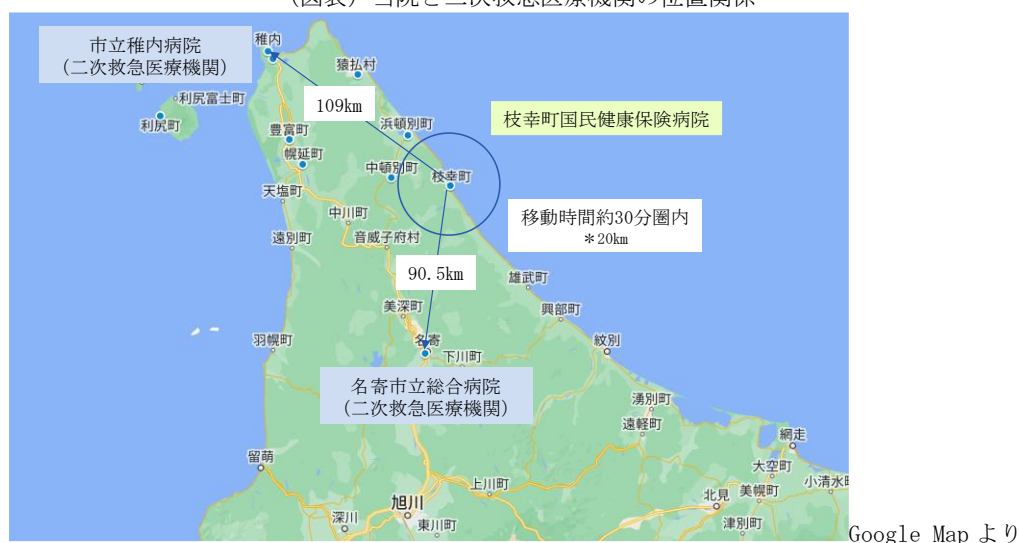 (図表)当院と二次救急医療機関の位置関係
市立稚内病院
(二次救急医療機関)
稚内
猿払村
利尻富士町
利尻町
109km
枝幸町国民健康保険病院
浜頓別町
豊富町
幌延町
中頓別町
枝幸町
天塩町
中川町
移動時間約30分圏内
*20km
遠別町
音威子府村
90.5km
雄武町
美深町
興部町
羽幌町
名寄
紋別
下川町
名寄市立総合病院
(二次救急医療機関)
湧別町
遠軽町
網走
留萌
大空町
上川町
小清水町
北見
美幌町
旭川
深川
東川町
津別町
Google Map より